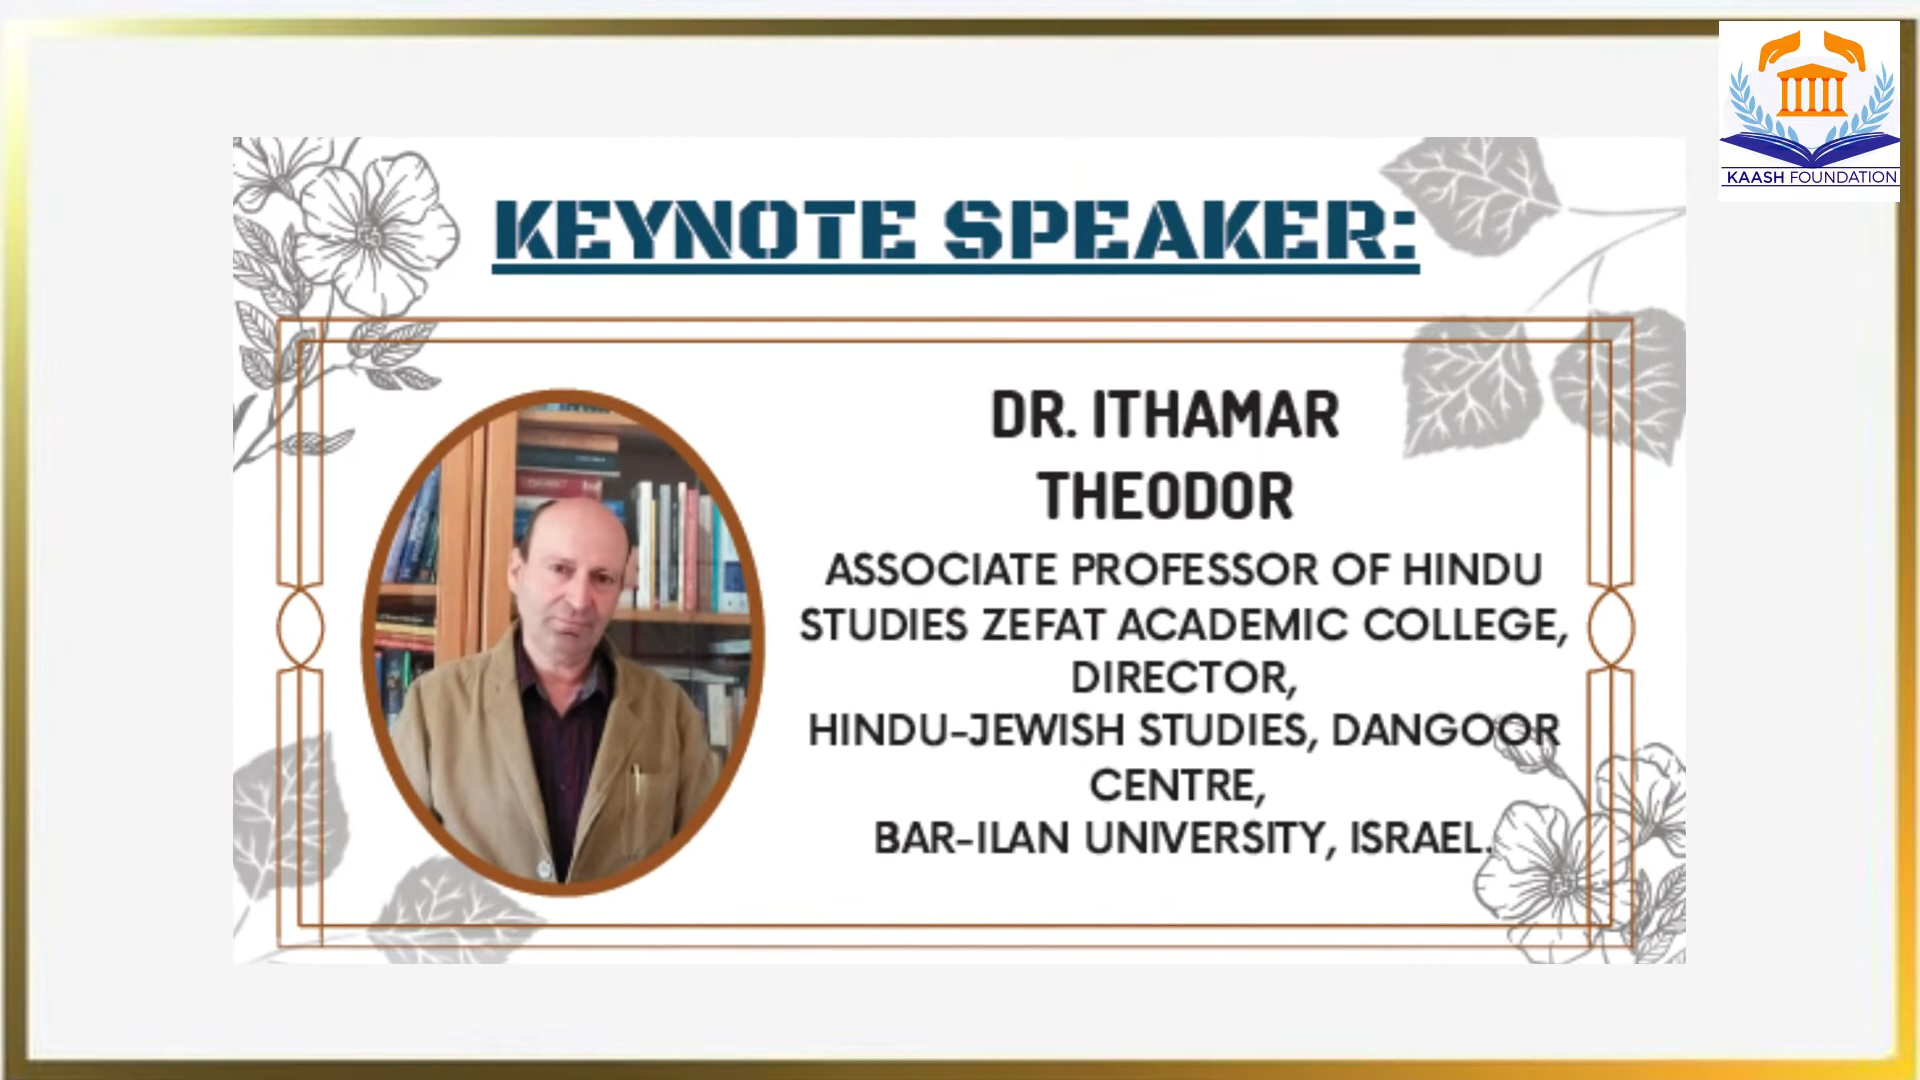 KAASH FOUNDATION
KEYNOTE SPEAKER:
DR. ITHAMAR
THEODOR
ASSOCIATE PROFESSOR OF HINDU
STUDIES ZEFAT ACADEMIC COLLEGE,
DIRECTOR,
HINDU-JEWISH STUDIES, DANGOOR
CENTRE,
BAR-ILAN UNIVERSITY, ISRAEL.